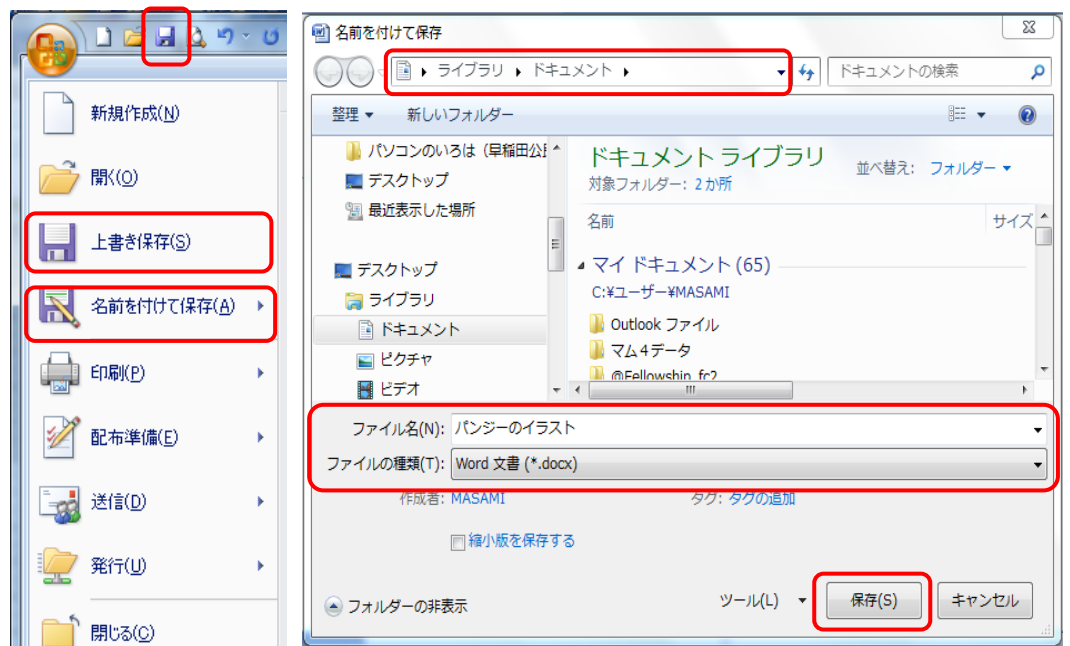 新規作成(N)
開く(O)
上書き保存(S)
名前を付けて保存(A)
印刷(P)
配布準備(E)
送信(D)
発行(U)
閉じる(C)
名前を付けて保存
ライブラリ ドキュメント
ドキュメントの検索
整理 新しいフォルダー
パソコンのいろは（早稲田公
デスクトップ
最近表示した場所
デスクトップ
ライブラリ
ドキュメント
ピクチャ
ビデオ
ドキュメント ライブラリ
対象フォルダー: 2 か所
並べ替え: フォルダー
名前 サイズ
マイ ドキュメント (65)
C:¥ユーザー¥MASAMI
Outlook ファイル
マム４データ
@Fellowship_fc2
ファイル名(N): パンジーのイラスト
ファイルの種類(T): Word 文書 (*.docx)
作成者: MASAMI タグ: タグの追加
縮小版を保存する
フォルダーの非表示 ツール(L) 保存(S) キャンセル